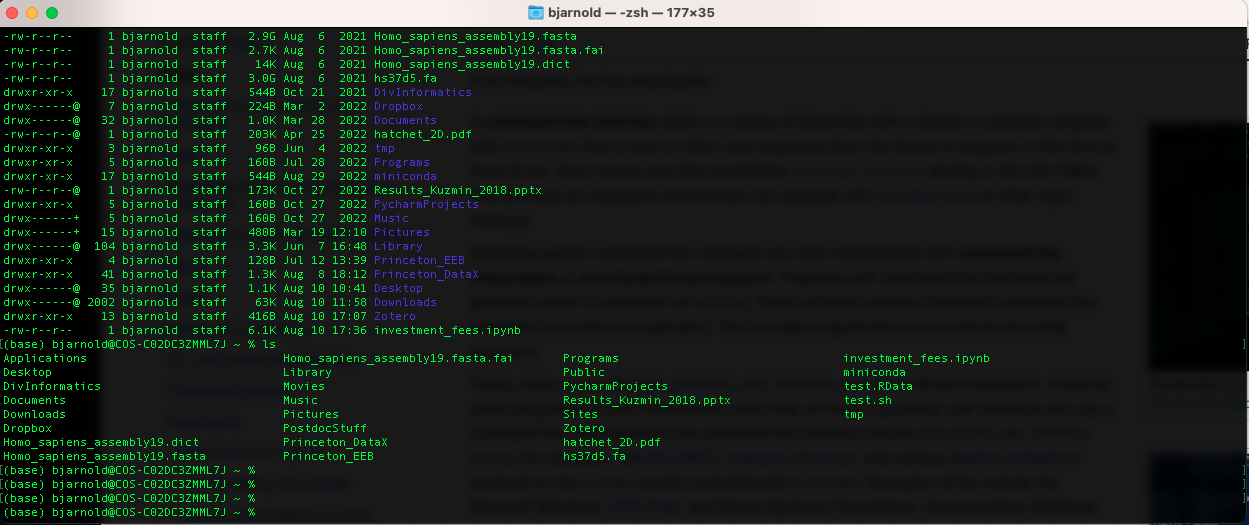 bjarnold — -zsh — 177×35
-rw-r--r-- 1 bjarnold staff 2.9G Aug 6 2021 Homo_sapiens_assembly19.fasta
-rw-r--r-- 1 bjarnold staff 2.7K Aug 6 2021 Homo_sapiens_assembly19.fasta.fai
-rw-r--r-- 1 bjarnold staff 14K Aug 6 2021 Homo_sapiens_assembly19.dict
-rw-r--r-- 1 bjarnold staff 3.0G Aug 6 2021 hs37d5.fa
drwxr-xr-x 17 bjarnold staff 544B Oct 21 2021 DivInformatics
drwx------@ 7 bjarnold staff 224B Mar 2 2022 Dropbox
drwx------@ 32 bjarnold staff 1.0K Mar 28 2022 Documents
-rw-r--r--@ 1 bjarnold staff 203K Apr 25 2022 hatchet_2D.pdf
drwxr-xr-x 3 bjarnold staff 96B Jun 4 2022 tmp
drwxr-xr-x 5 bjarnold staff 160B Jul 28 2022 Programs
drwxr-xr-x 17 bjarnold staff 544B Aug 29 2022 miniconda
-rw-r--r--@ 1 bjarnold staff 173K Oct 27 2022 Results_Kuzmin_2018.pptx
drwxr-xr-x 5 bjarnold staff 160B Oct 27 2022 PycharmProjects
drwx------+ 5 bjarnold staff 160B Oct 27 2022 Music
drwx------+ 15 bjarnold staff 480B Mar 19 12:10 Pictures
drwx------@ 104 bjarnold staff 3.3K Jun 7 16:48 Library
drwxr-xr-x 4 bjarnold staff 128B Jul 12 13:39 Princeton_EEB
drwxr-xr-x 41 bjarnold staff 1.3K Aug 8 18:12 Princeton_DataX
drwx------@ 35 bjarnold staff 1.1K Aug 10 10:41 Desktop
drwx------@ 2002 bjarnold staff 63K Aug 10 11:58 Downloads
drwxr-xr-x 13 bjarnold staff 416B Aug 10 17:07 Zotero
-rw-r--r-- 1 bjarnold staff 6.1K Aug 10 17:36 investment_fees.ipynb
[(base) bjarnold@COS-C02DC3ZMML7J ~ % ls ]
Applications Homo_sapiens_assembly19.fasta.fai Programs investment_fees.ipynb
Desktop Library Public miniconda
DivInformatics Movies PycharmProjects test.RData
Documents Music Results_Kuzmin_2018.pptx test.sh
Downloads Pictures Sites tmp
Dropbox PostdocStuff Zotero
Homo_sapiens_assembly19.dict Princeton_DataX hatchet_2D.pdf
Homo_sapiens_assembly19.fasta Princeton_EEB hs37d5.fa
[(base) bjarnold@COS-C02DC3ZMML7J ~ % ]
[(base) bjarnold@COS-C02DC3ZMML7J ~ % ]
[(base) bjarnold@COS-C02DC3ZMML7J ~ % ]
(base) bjarnold@COS-C02DC3ZMML7J ~ %